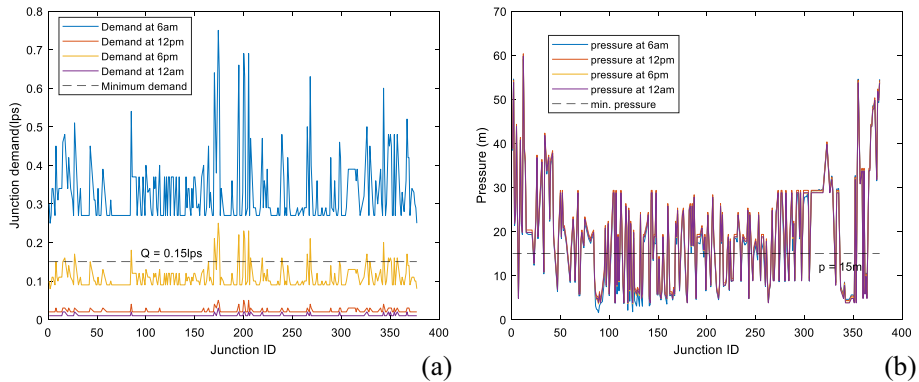 0.8
0.7
0.6
0.5
0.4
0.3
0.2
0.1
0
Junction demand(lps)
Demand at 6am
Demand at 12pm
Demand at 6pm
Demand at 12am
Minimum demand
Q = 0.15lps
0 50 100 150 200 250 300 350 400
Junction ID
(a)
70
60
50
40
30
20
10
0
Pressure (m)
pressure at 6am
pressure at 12pm
pressure at 6pm
pressure at 12am
min. pressure
p = 15m
0 50 100 150 200 250 300 350 400
Junction ID
(b)